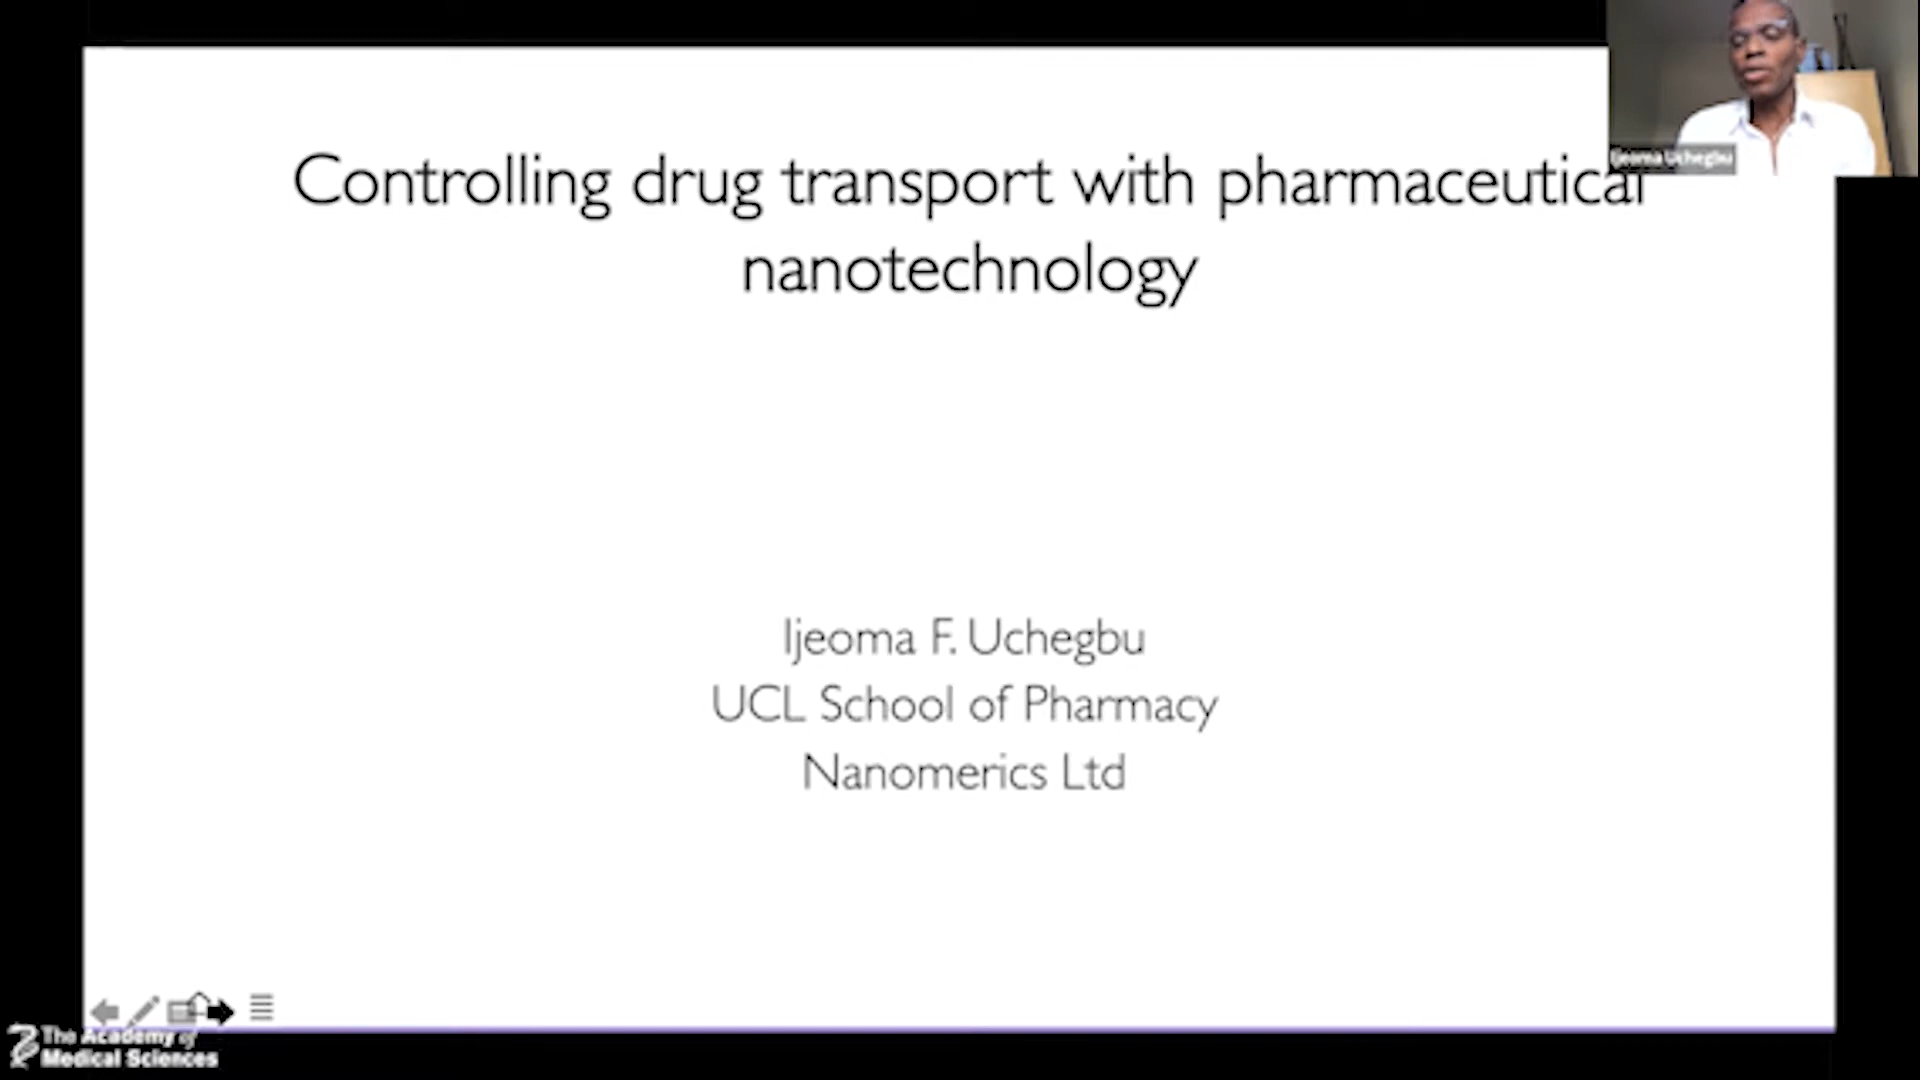 Controlling drug transport with pharmaceutical
nanotechnology
Ijeoma Uchegbu
Ijeoma F. Uchegbu
UCL School of Pharmacy
Nanomerics Ltd
The Academy of
Medical Sciences